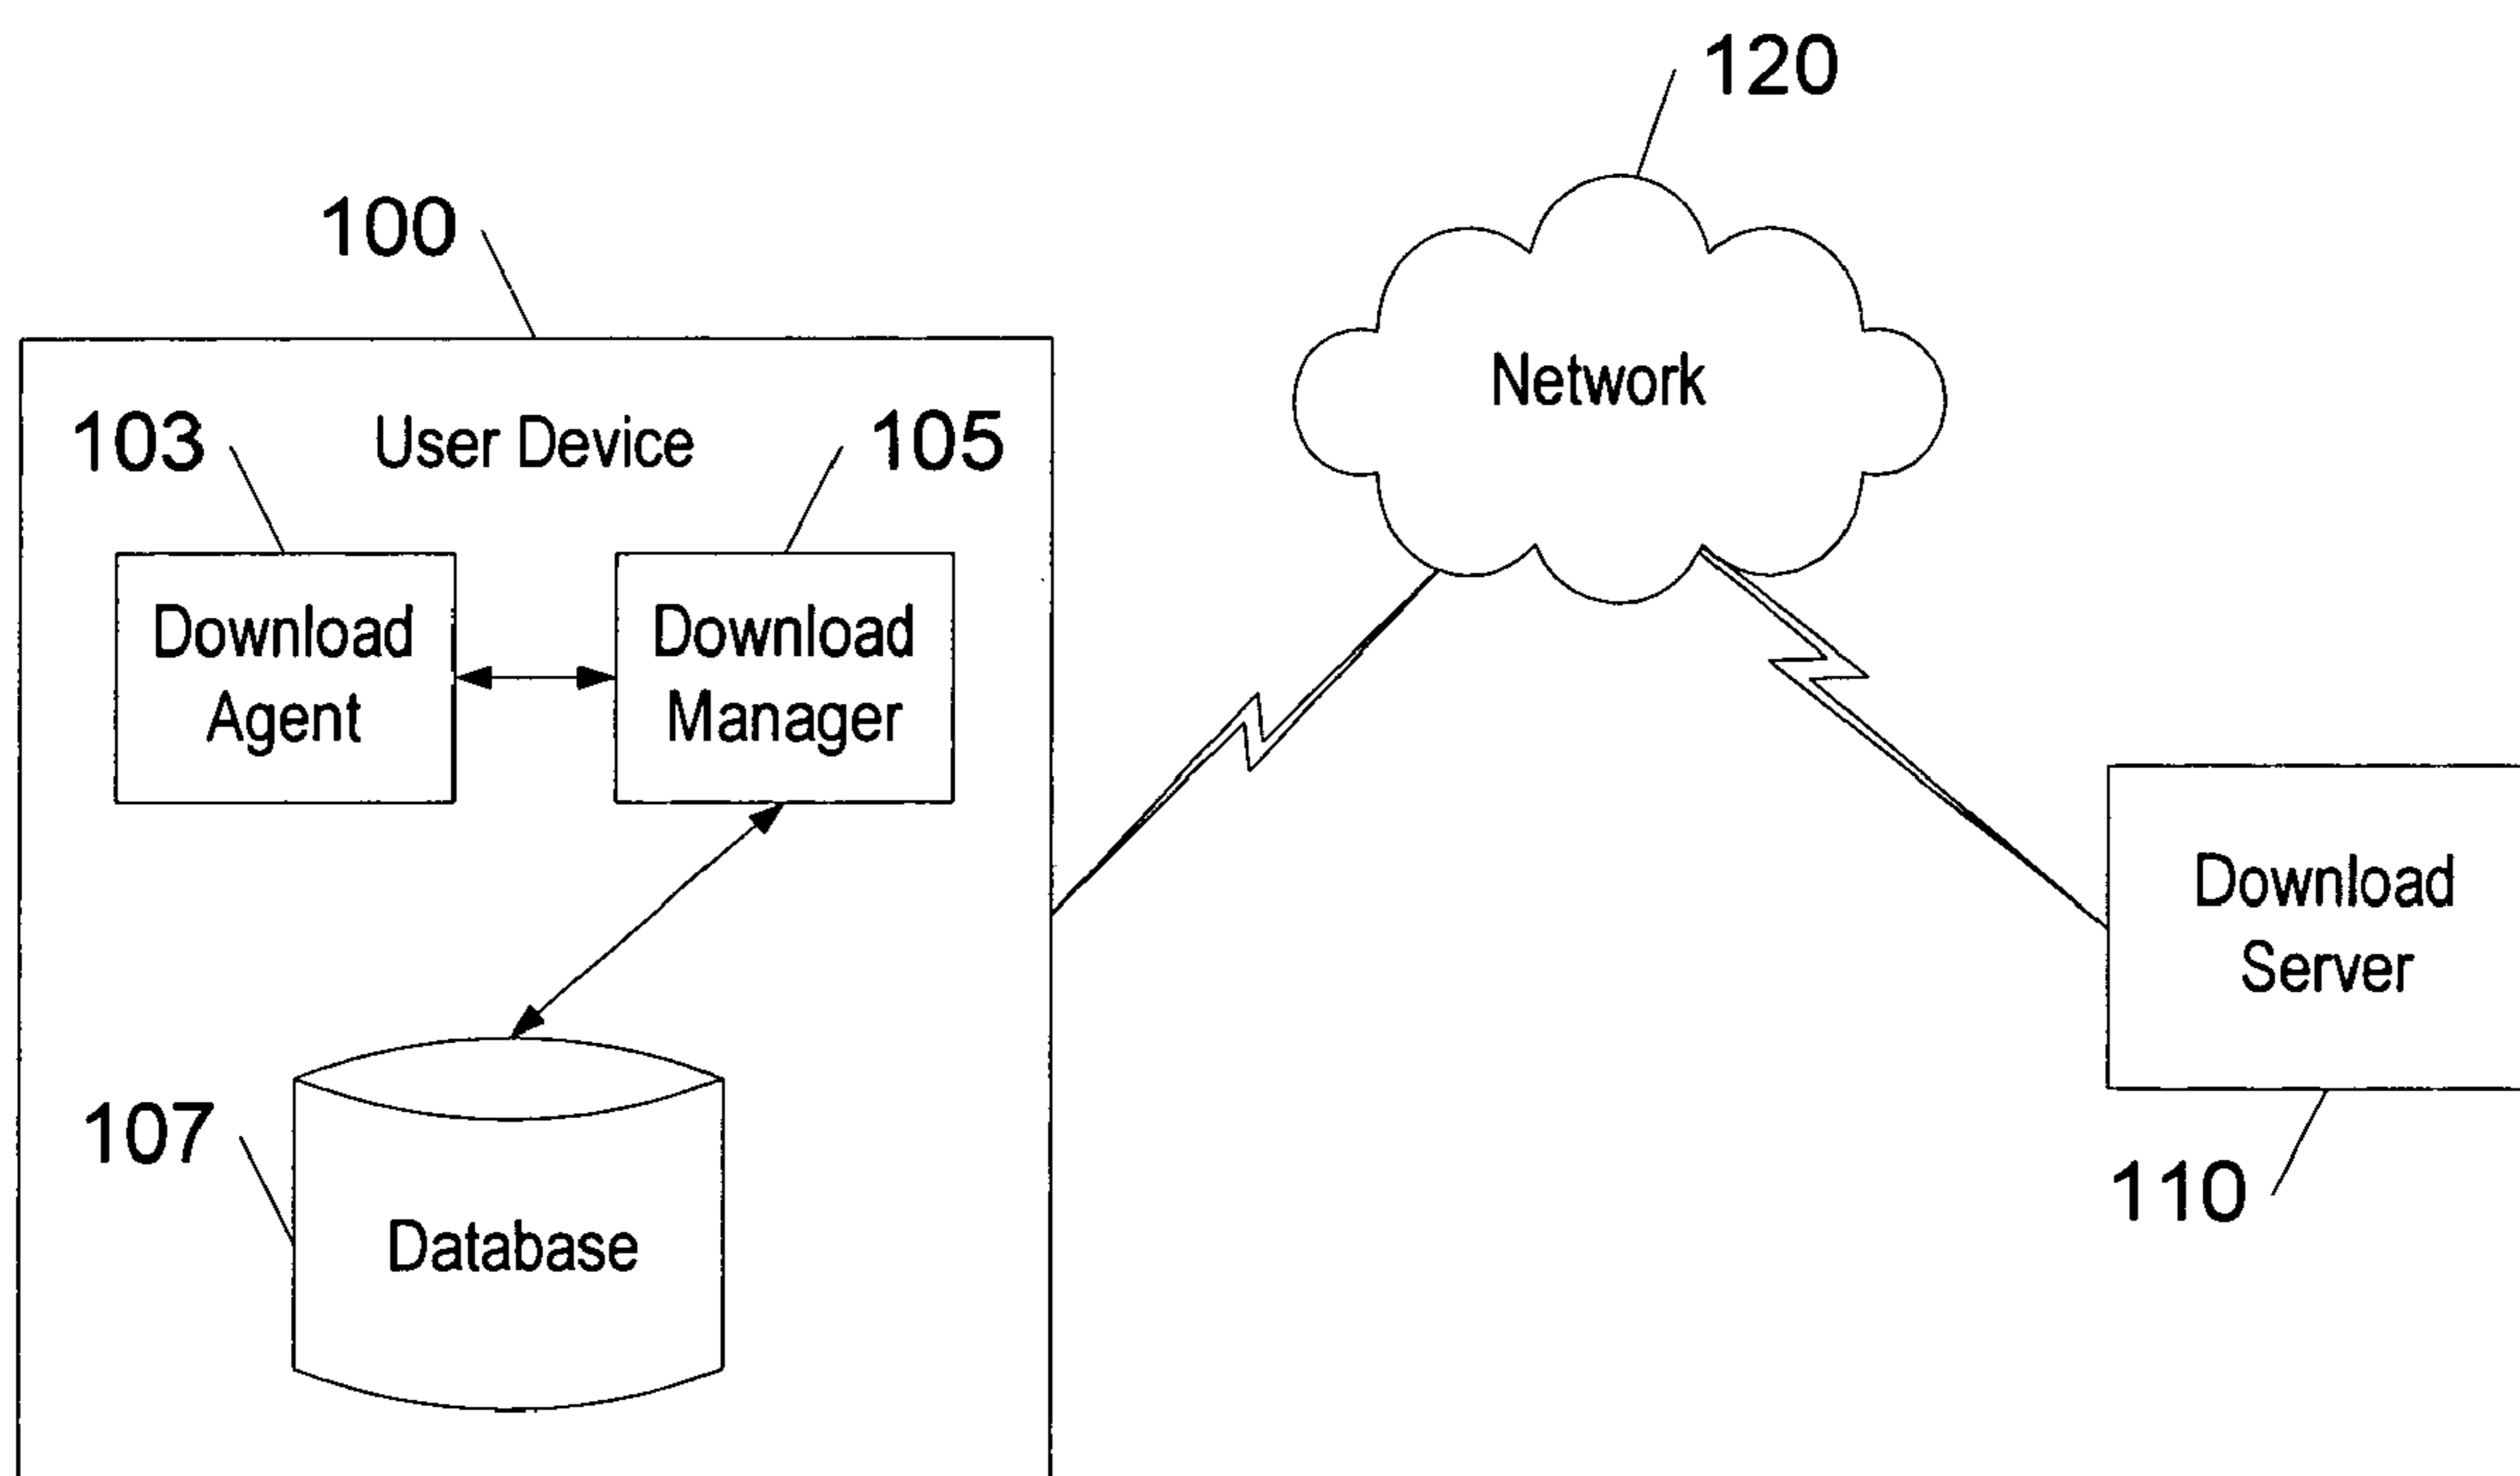 120
100
Network
103
User Device
105
Download
Agent
Download
Manager
Download
Server
107
110
Database